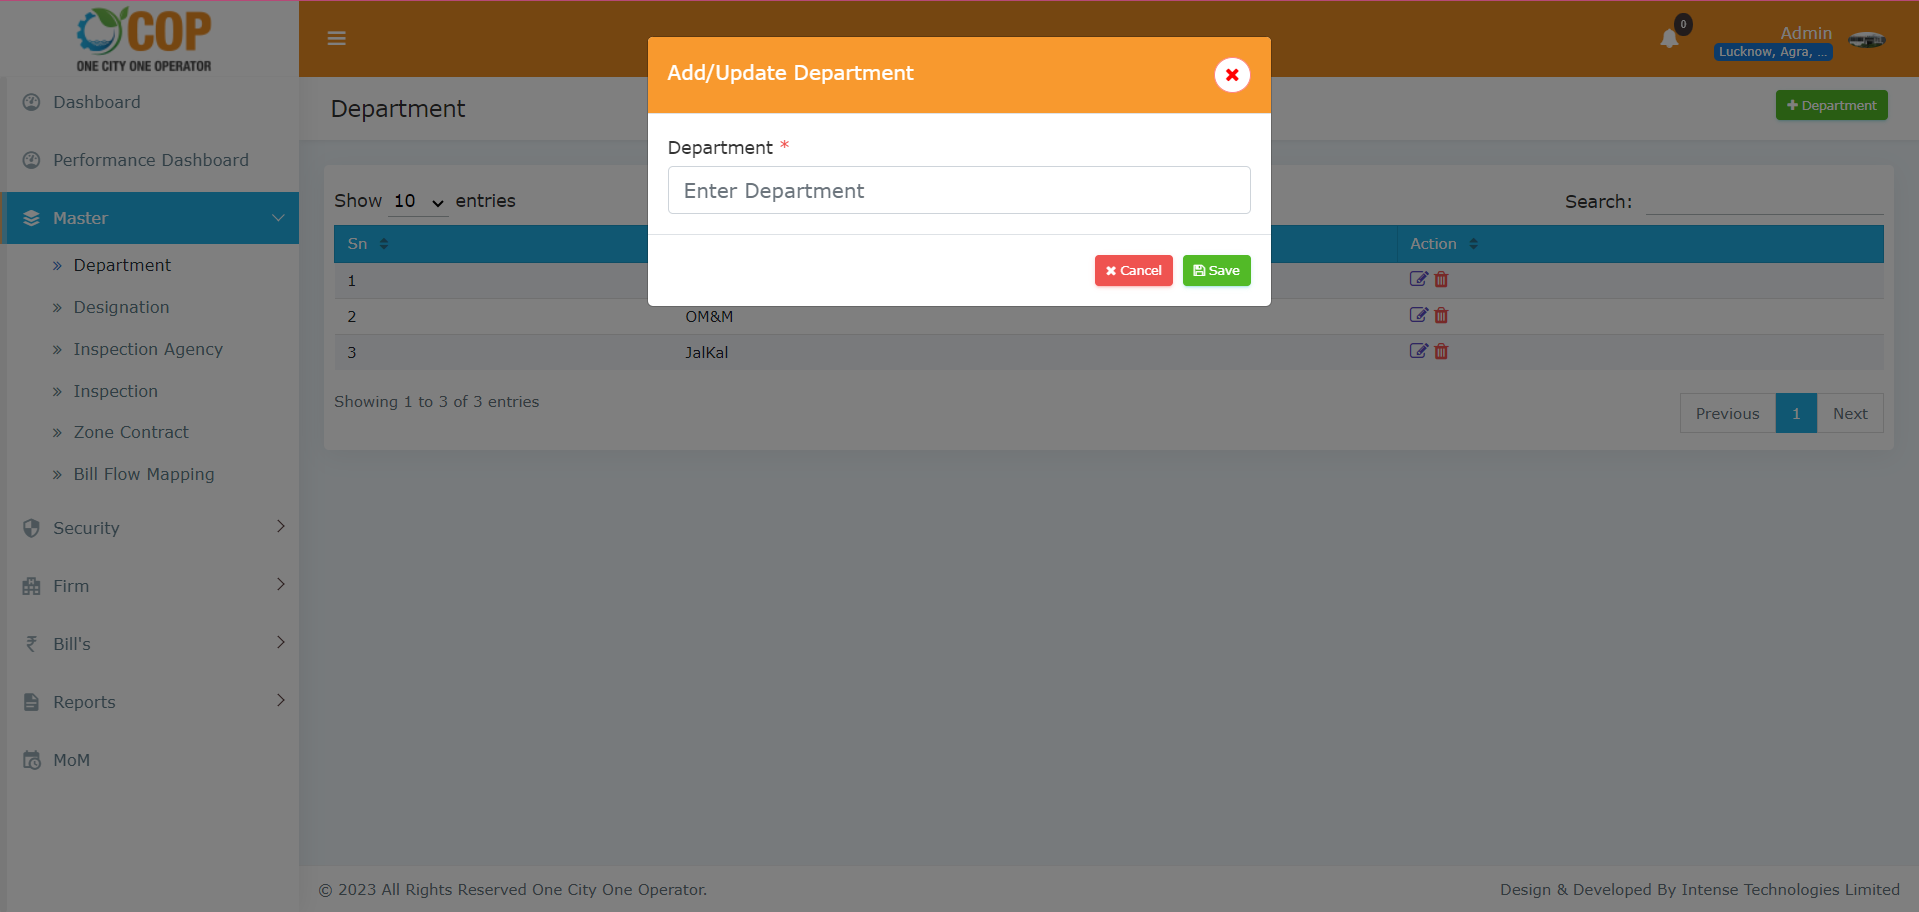 COP
ONE CITY ONE OPERATOR
0
Admin
Lucknow, Agra, ...
Dashboard
Performance Dashboard
Master
Department
Designation
Inspection Agency
Inspection
Zone Contract
Bill Flow Mapping
Security
Firm
Bill's
Reports
MoM
Department
Department
Add/Update Department
Department *
Enter Department
Cancel
Save
Show 10 entries
Search:
Sn Action
1
2 OM&M
3 JalKal
Showing 1 to 3 of 3 entries
Previous 1 Next
© 2023 All Rights Reserved One City One Operator.
Design & Developed By Intense Technologies Limited